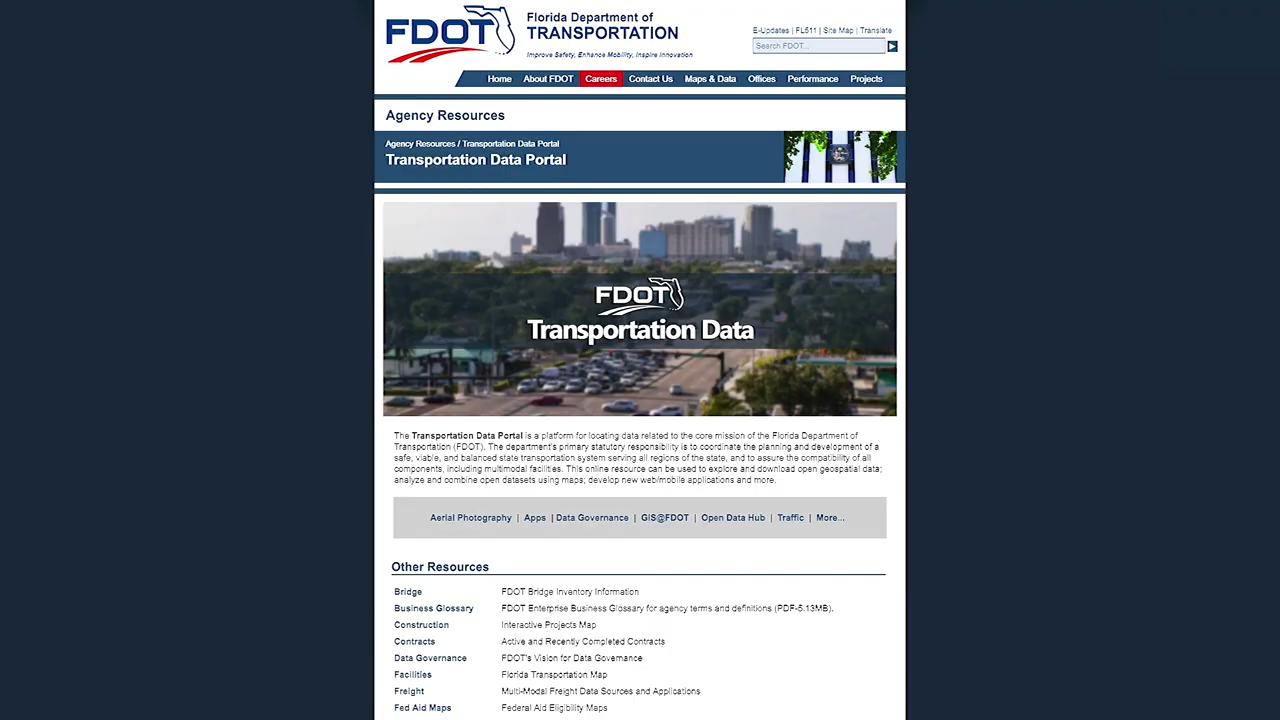 FDOT
Florida Department of
TRANSPORTATION
Improve Safety, Enhance Mobility, Inspire Innovation
E-Updates | FL511 | Site Map | Translate
Search FDOT...
Home About FDOT Careers Contact Us Maps & Data Offices Performance Projects
Agency Resources
Agency Resources / Transportation Data Portal
Transportation Data Portal
FDOT
Transportation Data
The Transportation Data Portal is a platform for locating data related to the core mission of the Florida Department of
Transportation (FDOT). The department's primary statutory responsibility is to coordinate the planning and development of a
safe, viable, and balanced state transportation system serving all regions of the state, and to assure the compatibility of all
components, including multimodal facilities. This online resource can be used to explore and download open geospatial data;
analyze and combine open datasets using maps; develop new web/mobile applications and more.
Aerial Photography | Apps | Data Governance | GIS@FDOT | Open Data Hub | Traffic | More...
Other Resources
Bridge FDOT Bridge Inventory Information
Business Glossary FDOT Enterprise Business Glossary for agency terms and definitions (PDF-5.13MB).
Construction Interactive Projects Map
Contracts Active and Recently Completed Contracts
Data Governance FDOT's Vision for Data Governance
Facilities Florida Transportation Map
Freight Multi-Modal Freight Data Sources and Applications
Fed Aid Maps Federal Aid Eligibility Maps